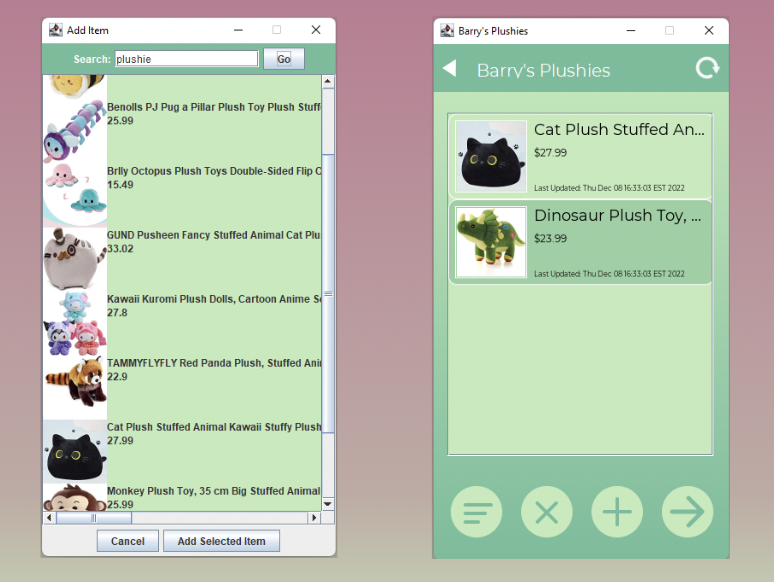 Add Item
Search: plushie Go
Benolls PJ Pug a Pillar Plush Toy Plush Stuff
25.99
Brlly Octopus Plush Toys Double-Sided Flip O
15.49
GUND Pusheen Fancy Stuffed Animal Cat Plu
33.02
Kawaii Kuromi Plush Dolls, Cartoon Anime S
27.8
TAMMYFLYFLY Red Panda Plush, Stuffed Ani
22.9
Cat Plush Stuffed Animal Kawaii Stuffy Plush
27.99
Monkey Plush Toy, 35 cm Big Stuffed Animal
25.99
Cancel Add Selected Item
Barry's Plushies
Barry's Plushies
Cat Plush Stuffed An...
$27.99
Last Updated: Thu Dec 08 16:33:03 EST 2022
Dinosaur Plush Toy, ...
$23.99
Last Updated: Thu Dec 08 16:33:03 EST 2022